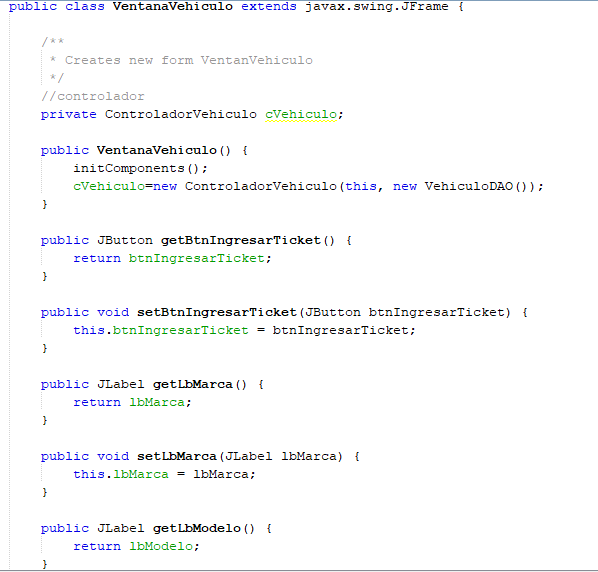 public class VentanaVehiculo extends javax.swing.JFrame {
/**
* Creates new form VentanVehiculo
*/
//controlador
private ControladorVehiculo cVehiculo;
public VentanaVehiculo() {
initComponents();
cVehiculo=new ControladorVehiculo(this, new VehiculoDAO());
}
public JButton getBtnIngresarTicket() {
return btnIngresarTicket;
}
public void setBtnIngresarTicket(JButton btnIngresarTicket) {
this.btnIngresarTicket = btnIngresarTicket;
}
public JLabel getLbMarca() {
return lbMarca;
}
public void setLbMarca(JLabel lbMarca) {
this.lbMarca = lbMarca;
}
public JLabel getLbModelo() {
return lbModelo;
}